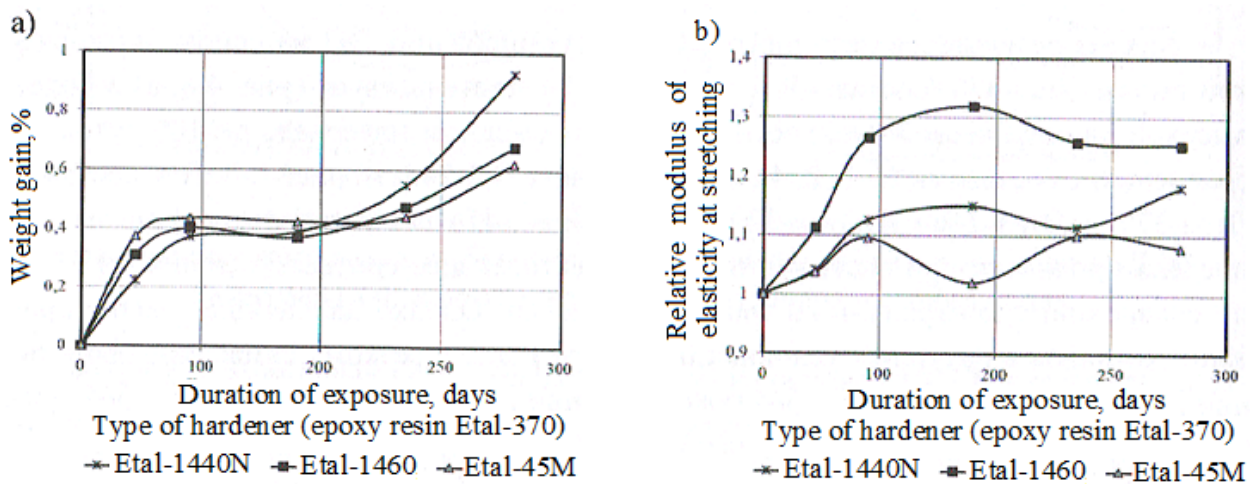 a)
Weight gain,%
1
0,8
0,6
0,4
0,2
0
0 100 200 250 300
Duration of exposure, days
Type of hardener (epoxy resin Etal-370)
Etal-1440N Etal-1460 Etal-45M
b)
Relative modulus of
elasticity at stretching
1,4
1,3
1,2
1,1
1
0,9
0 100 200 250 300
Duration of exposure, days
Type of hardener (epoxy resin Etal-370)
Etal-1440N Etal-1460 Etal-45M